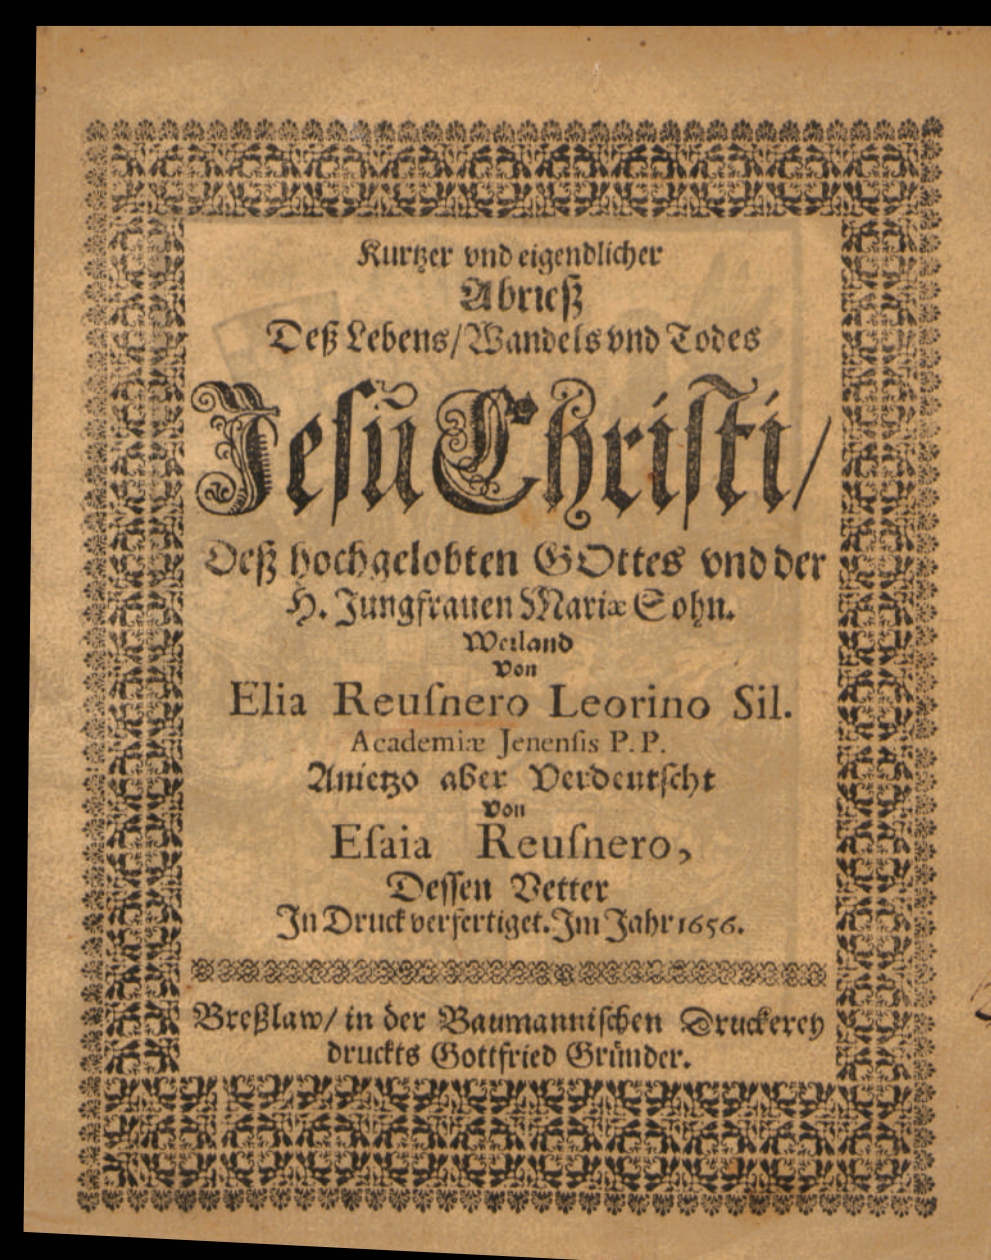 Kurtzer vnd eigendlicher
Abrieß
Deß Lebens/Wandels vnd Todes
Jesu Christi/
Deß hochgelobten GOttes vnd der
H. Jungfrauen Mariæ Sohn.
Weiland
Von
Elia Reuſnero Leorino Sil.
Academiæ Jenenſis P. P.
Anietzo aber Verdeutſcht
Von
Eſaia Reuſnero,
Deſſen Vetter
In Druck verfertiget. Im Jahr 1656.
Breßlaw/ in der Baumanniſchen Druckerey
druckts Gottfried Gründer.